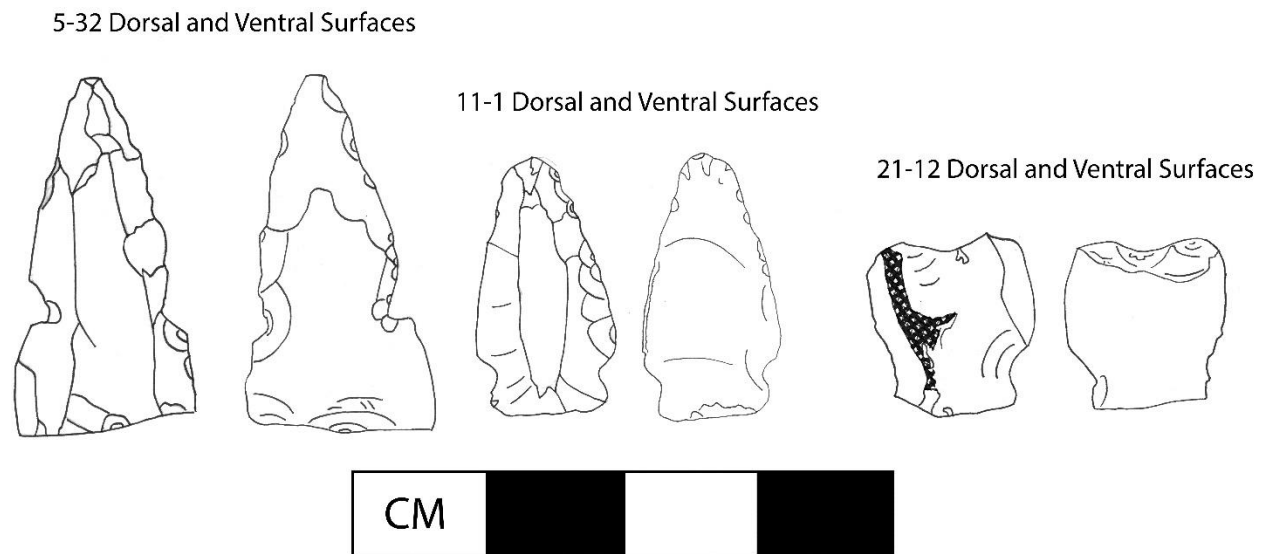 5-32 Dorsal and Ventral Surfaces
11-1 Dorsal and Ventral Surfaces
21-12 Dorsal and Ventral Surfaces
CM